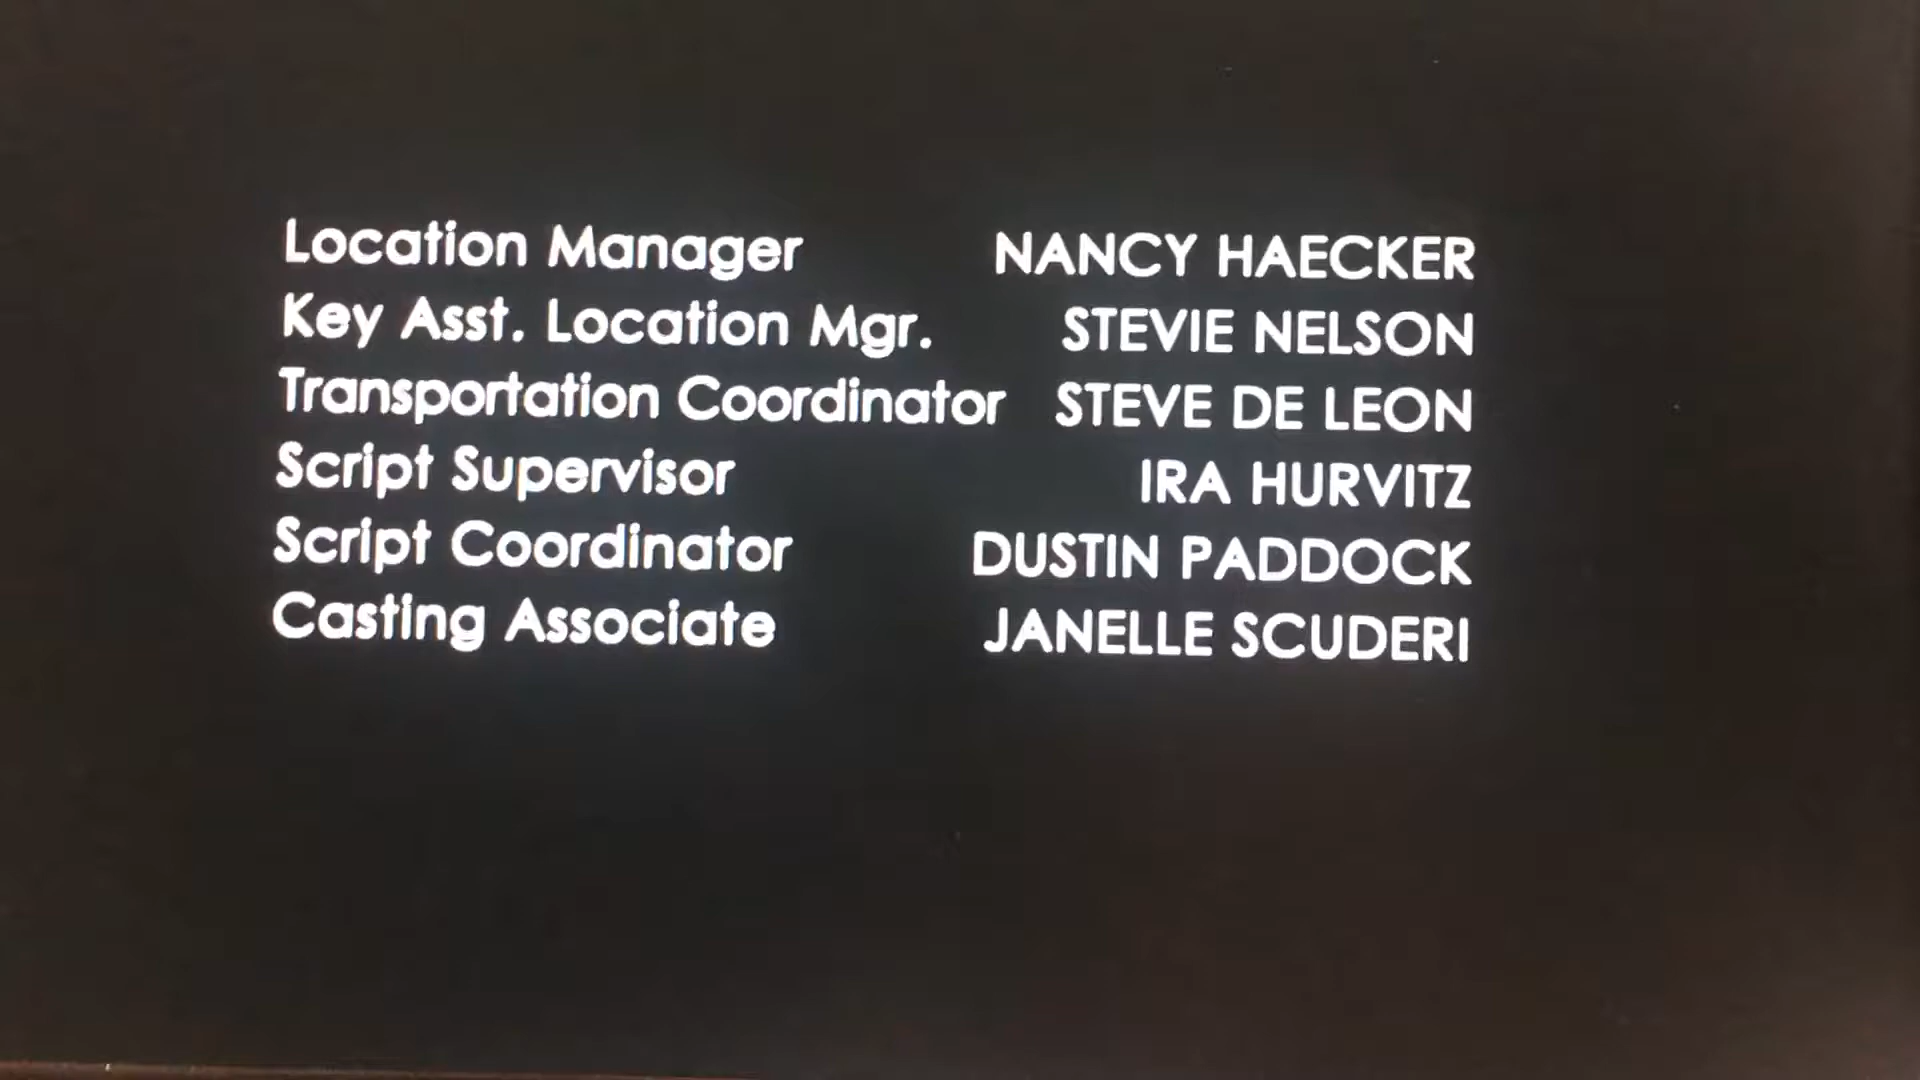 Location Manager NANCY HAECKER
Key Asst. Location Mgr. STEVIE NELSON
Transportation Coordinator STEVE DE LEON
Script Supervisor IRA HURVITZ
Script Coordinator DUSTIN PADDOCK
Casting Associate JANELLE SCUDERI